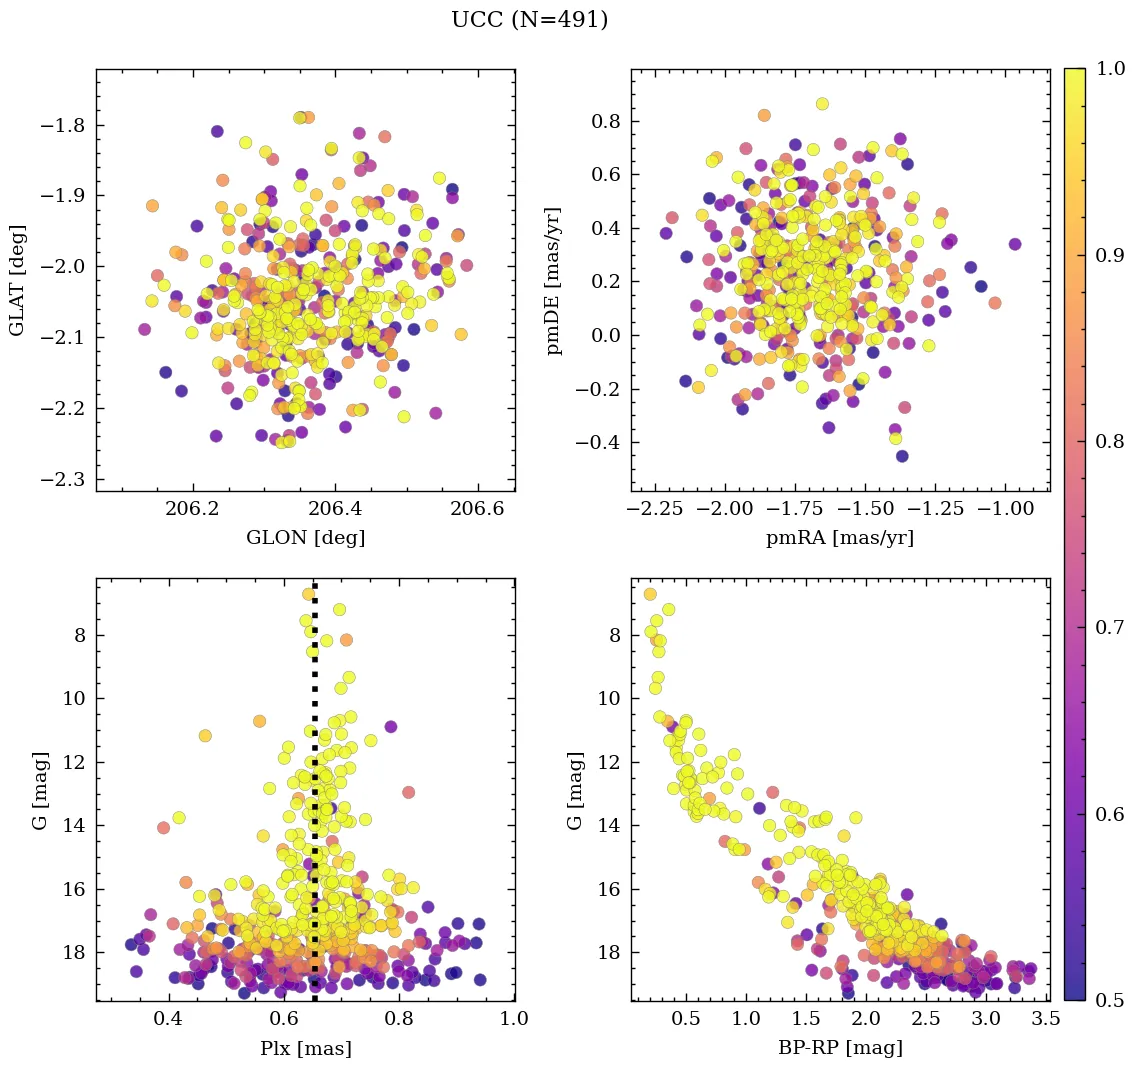 UCC (N=491)
−1.8
−1.9
−2.0
−2.1
−2.2
−2.3
GLAT [deg]
206.2 206.4 206.6
GLON [deg]
0.8
0.6
0.4
0.2
0.0
−0.2
−0.4
pmDE [mas/yr]
−2.25 −2.00 −1.75 −1.50 −1.25 −1.00
pmRA [mas/yr]
1.0
0.9
0.8
0.7
0.6
0.5
8
10
12
14
16
18
G [mag]
0.4 0.6 0.8 1.0
Plx [mas]
8
10
12
14
16
18
G [mag]
0.5 1.0 1.5 2.0 2.5 3.0 3.5
BP-RP [mag]